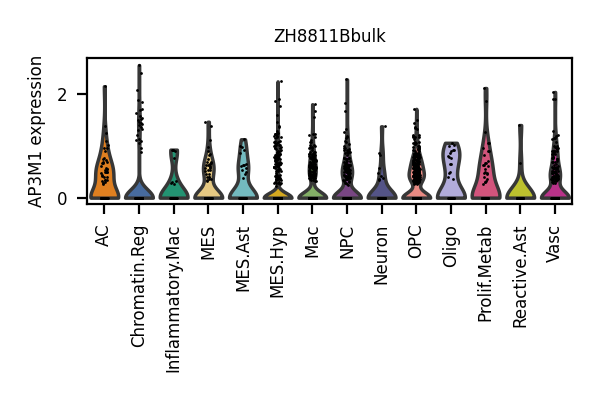 ZH8811Bbulk
AP3M1 expression
2
0
AC
Chromatin.Reg
Inflammatory.Mac
MES
MES.Ast
MES.Hyp
Mac
NPC
Neuron
OPC
Oligo
Prolif.Metab
Reactive.Ast
Vasc